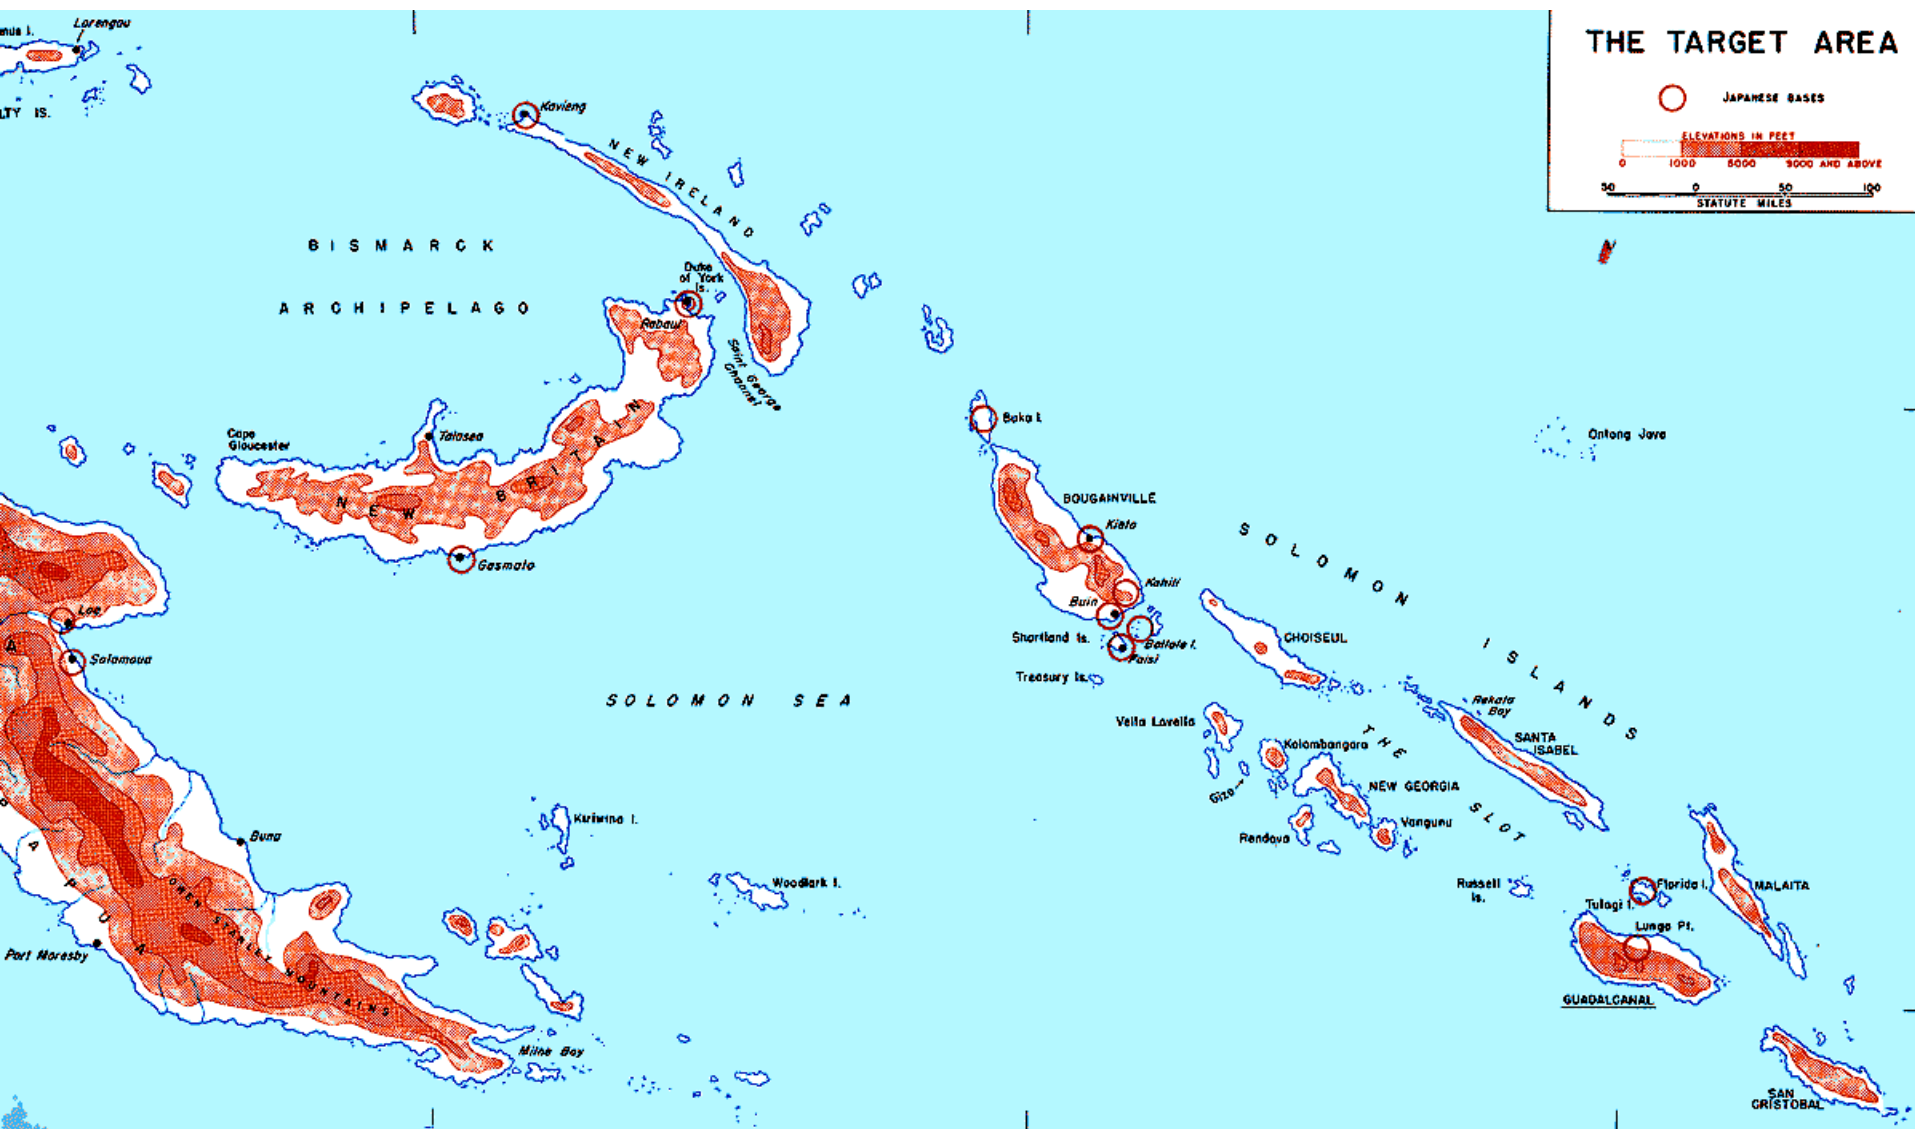 Lorengau
LTY IS.
THE TARGET AREA
JAPANESE BASES
ELEVATIONS IN FEET
0 1000 5000 9000 AND ABOVE
50 0 50 100
STATUTE MILES
N
Kavieng
NEW IRELAND
BISMARCK
ARCHIPELAGO
Duke
of York
Is.
Rabaul
Saint George
Channel
Cape
Gloucester
Talasea
NEW BRITAIN
Gasmata
Buka I.
Ontong Java
BOUGAINVILLE
Kieta
Kahili
Buin
Shortland Is.
Ballale I.
Faisi
Treasury Is.
SOLOMON ISLANDS
CHOISEUL
Lae
Salamaua
SOLOMON SEA
Rekata
Bay
SANTA
ISABEL
Vella Lavella
THE SLOT
Kolombangara
Gizo
NEW GEORGIA
Vangunu
Rendova
Kiriwina I.
Buna
Woodlark I.
Russell
Is.
Florida I.
MALAITA
Tulagi I.
Lunga Pt.
GUADALCANAL
PAPUA
OWEN STANLEY MOUNTAINS
Port Moresby
Milne Bay
SAN
CRISTOBAL